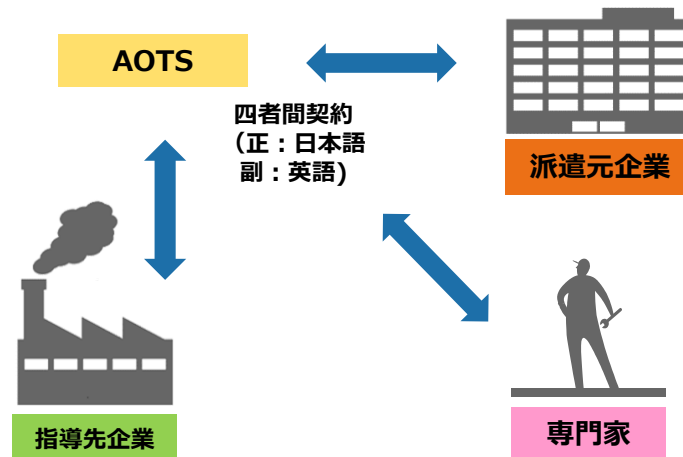 AOTS
四者間契約
(正：日本語
副：英語)
派遣元企業
指導先企業
専門家